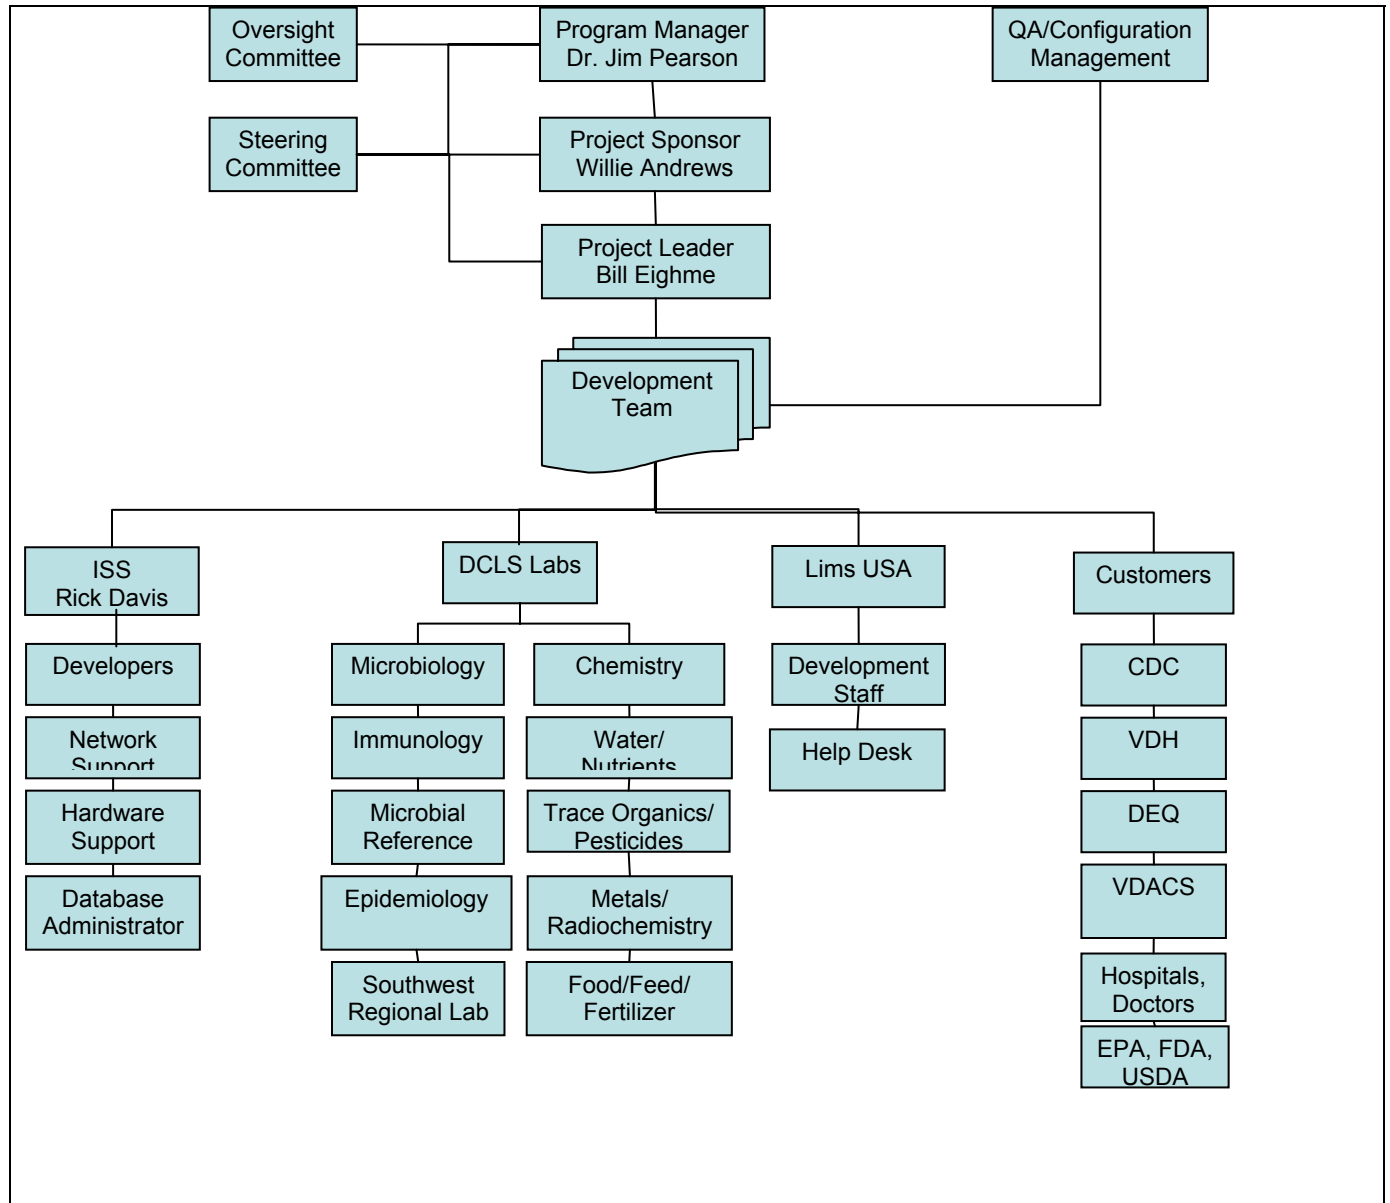 Oversight
Committee
Program Manager
Dr. Jim Pearson
QA/Configuration
Management
Steering
Committee
Project Sponsor
Willie Andrews
Project Leader
Bill Eighme
Development
Team
ISS
Rick Davis
DCLS Labs
Lims USA
Customers
Developers
Microbiology
Chemistry
Development
Staff
CDC
Network
Support
Immunology
Water/
Nutrients
Help Desk
VDH
Hardware
Support
Microbial
Reference
Trace Organics/
Pesticides
DEQ
Database
Administrator
Epidemiology
Metals/
Radiochemistry
VDACS
Southwest
Regional Lab
Food/Feed/
Fertilizer
Hospitals,
Doctors
EPA, FDA,
USDA